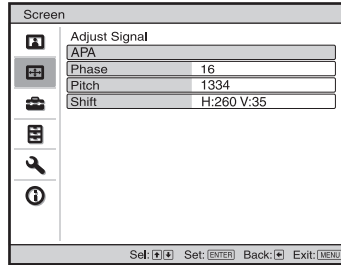 Screen
Adjust Signal
APA
Phase 16
Pitch 1334
Shift H:260 V:35
Sel: Set: ENTER Back: Exit: MENU